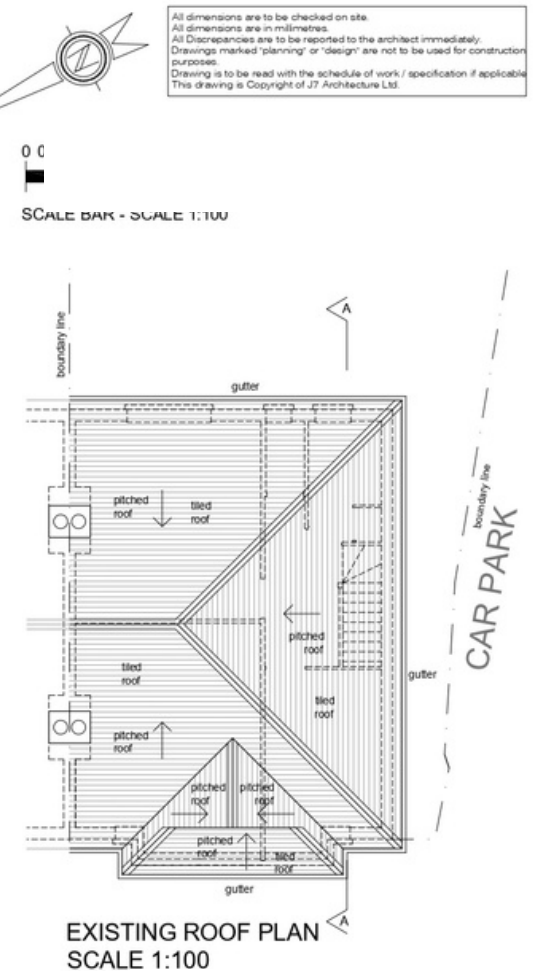 All dimensions are to be checked on site.
All dimensions are in millimetres.
All Discrepancies are to be reported to the architect immediately.
Drawings marked "planning" or "design" are not to be used for construction
purposes.
Drawing is to be read with the schedule of work / specification if applicable
This drawing is Copyright of J7 Architecture Ltd.
N
0 0
SCALE BAR - SCALE 1:100
boundary line
A
gutter
boundary line
CAR PARK
pitched
roof
tiled
roof
pitched
roof
tiled
roof
gutter
tiled
roof
pitched
roof
pitched
roof
pitched
roof
pitched
roof
tiled
roof
gutter
A
EXISTING ROOF PLAN
SCALE 1:100